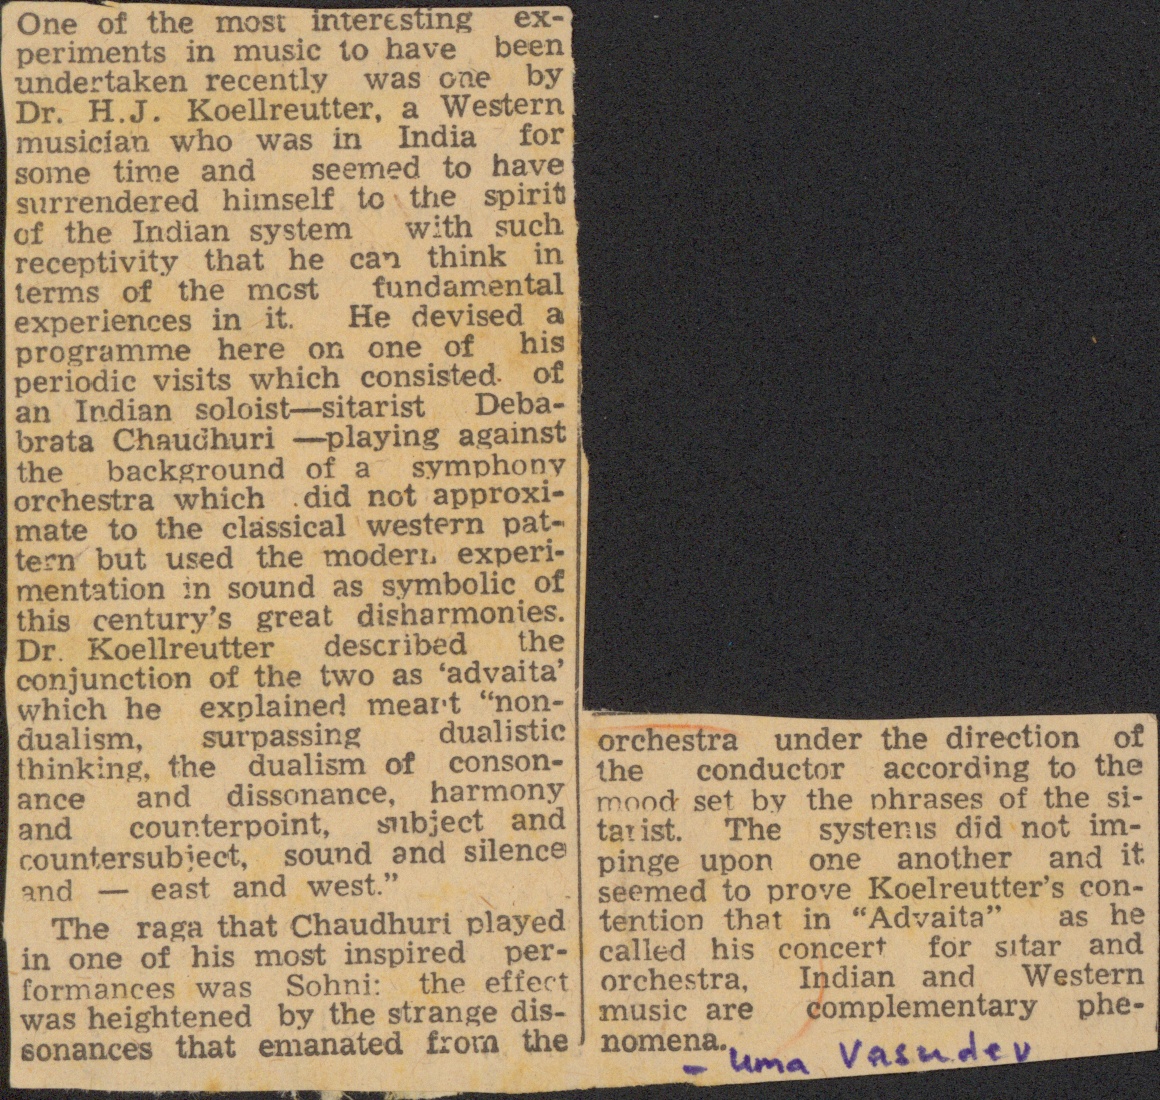 One of the most interesting ex-
periments in music to have been
undertaken recently was one by
Dr. H.J. Koellreutter, a Western
musician who was in India for
some time and seemed to have
surrendered himself to the spirit
of the Indian system with such
receptivity that he can think in
terms of the most fundamental
experiences in it. He devised a
programme here on one of his
periodic visits which consisted of
an Indian soloist—sitarist Deba-
brata Chaudhuri —playing against
the background of a symphony
orchestra which did not approxi-
mate to the classical western pat-
tern but used the modern experi-
mentation in sound as symbolic of
this century's great disharmonies.
Dr. Koellreutter described the
conjunction of the two as 'advaita'
which he explained meant "non-
dualism, surpassing dualistic
thinking, the dualism of conson-
ance and dissonance, harmony
and counterpoint, subject and
countersubject, sound and silence
and — east and west."
The raga that Chaudhuri played
in one of his most inspired per-
formances was Sohni: the effect
was heightened by the strange dis-
sonances that emanated from the
orchestra under the direction of
the conductor according to the
mood set by the phrases of the si-
tarist. The systems did not im-
pinge upon one another and it
seemed to prove Koelreutter's con-
tention that in "Advaita" as he
called his concert for sitar and
orchestra, Indian and Western
music are complementary phe-
nomena.
- Uma Vasudev